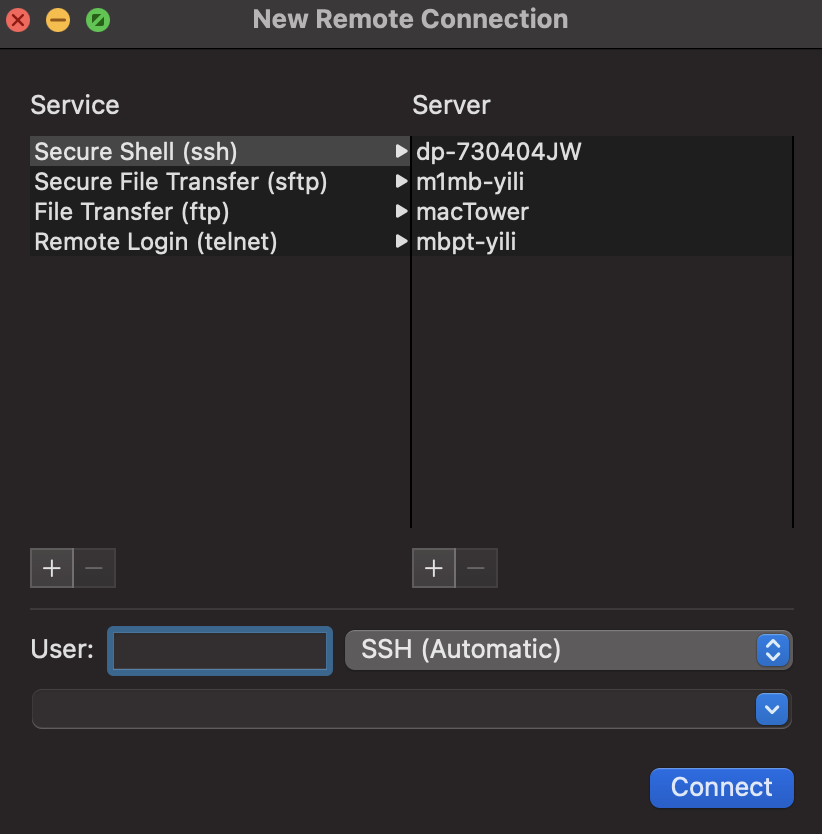 New Remote Connection
Service
Server
Secure Shell (ssh)
dp-730404JW
Secure File Transfer (sftp)
m1mb-yili
File Transfer (ftp)
macTower
Remote Login (telnet)
mbpt-yili
User:
SSH (Automatic)
Connect